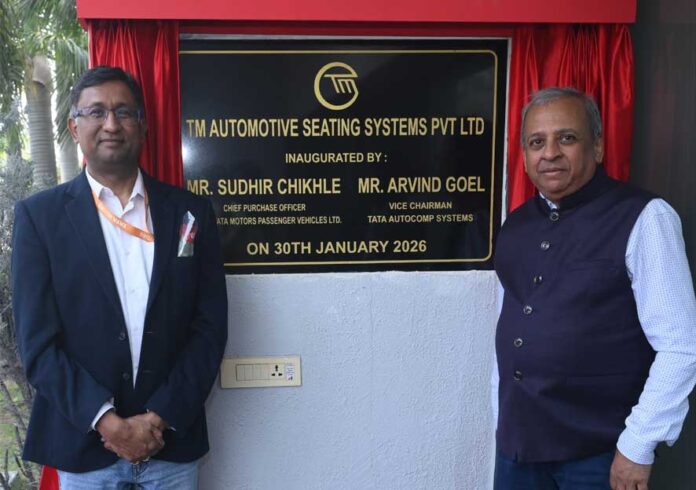 TM
TM AUTOMOTIVE SEATING SYSTEMS PVT LTD
INAUGURATED BY :
MR. SUDHIR CHIKHLE MR. ARVIND GOEL
CHIEF PURCHASE OFFICER VICE CHAIRMAN
TATA MOTORS PASSENGER VEHICLES LTD. TATA AUTOCOMP SYSTEMS
ON 30TH JANUARY 2026